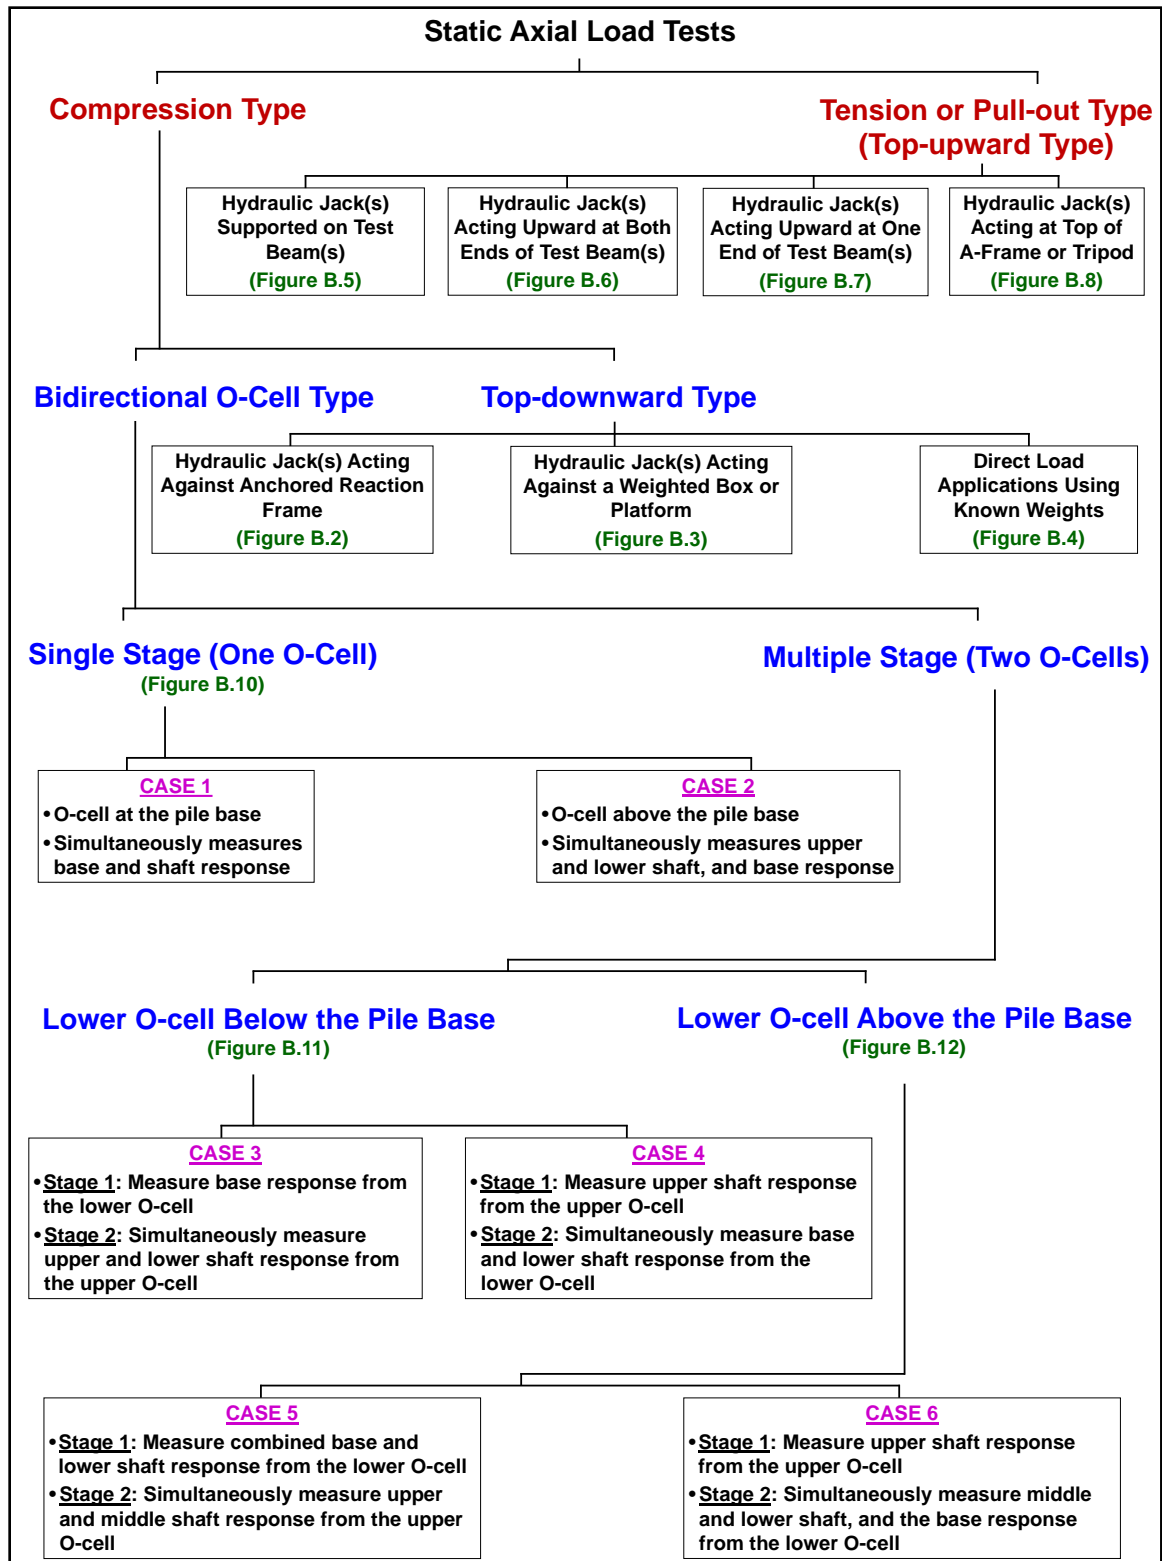 Static Axial Load Tests
Compression Type
Tension or Pull-out Type
(Top-upward Type)
Hydraulic Jack(s)
Supported on Test
Beam(s)
(Figure B.5)
Hydraulic Jack(s)
Acting Upward at Both
Ends of Test Beam(s)
(Figure B.6)
Hydraulic Jack(s)
Acting Upward at One
End of Test Beam(s)
(Figure B.7)
Hydraulic Jack(s)
Acting at Top of
A-Frame or Tripod
(Figure B.8)
Bidirectional O-Cell Type
Top-downward Type
Hydraulic Jack(s) Acting
Against Anchored Reaction
Frame
(Figure B.2)
Hydraulic Jack(s) Acting
Against a Weighted Box or
Platform
(Figure B.3)
Direct Load
Applications Using
Known Weights
(Figure B.4)
Single Stage (One O-Cell)
(Figure B.10)
Multiple Stage (Two O-Cells)
CASE 1
• O-cell at the pile base
• Simultaneously measures
base and shaft response
CASE 2
• O-cell above the pile base
• Simultaneously measures upper
and lower shaft, and base response
Lower O-cell Below the Pile Base
(Figure B.11)
Lower O-cell Above the Pile Base
(Figure B.12)
CASE 3
• Stage 1: Measure base response from
the lower O-cell
• Stage 2: Simultaneously measure
upper and lower shaft response from
the upper O-cell
CASE 4
• Stage 1: Measure upper shaft response
from the upper O-cell
• Stage 2: Simultaneously measure base
and lower shaft response from the
lower O-cell
CASE 5
• Stage 1: Measure combined base and
lower shaft response from the lower O-cell
• Stage 2: Simultaneously measure upper
and middle shaft response from the upper
O-cell
CASE 6
• Stage 1: Measure upper shaft response
from the upper O-cell
• Stage 2: Simultaneously measure middle
and lower shaft, and the base response
from the lower O-cell